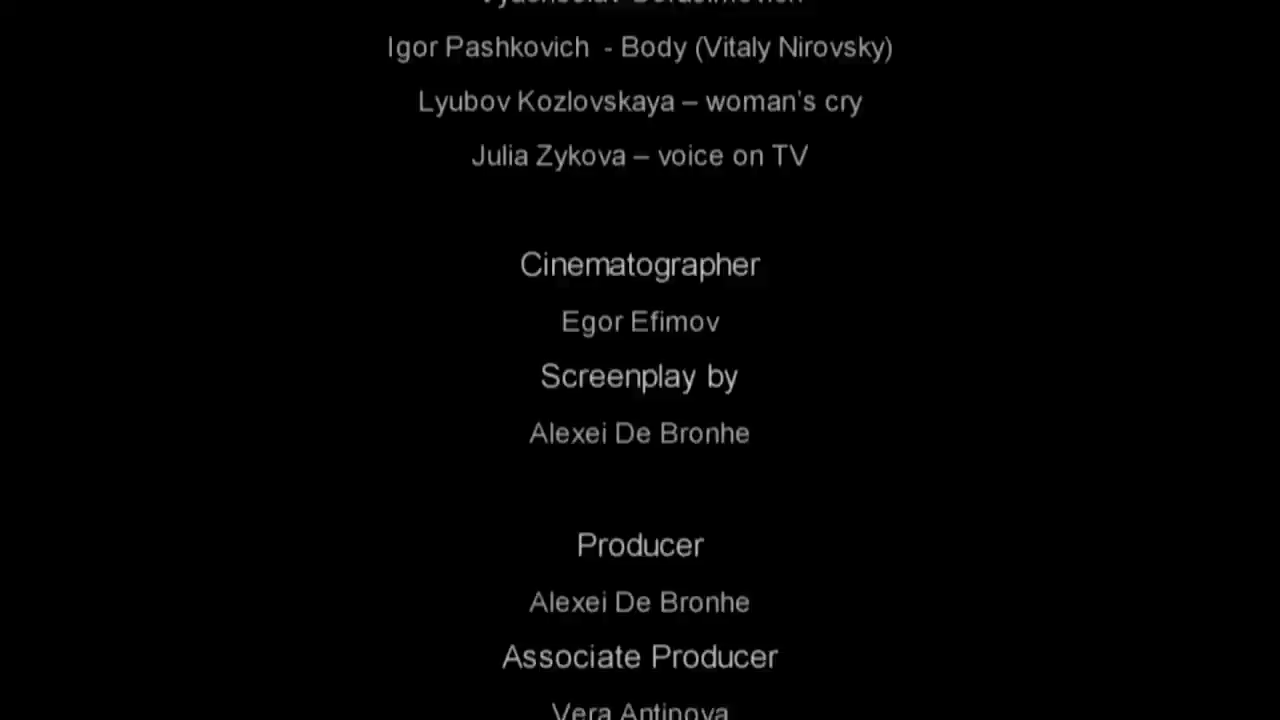 Igor Pashkovich - Body (Vitaly Nirovsky)
Lyubov Kozlovskaya – woman's cry
Julia Zykova – voice on TV
Cinematographer
Egor Efimov
Screenplay by
Alexei De Bronhe
Producer
Alexei De Bronhe
Associate Producer
Vera Antipova